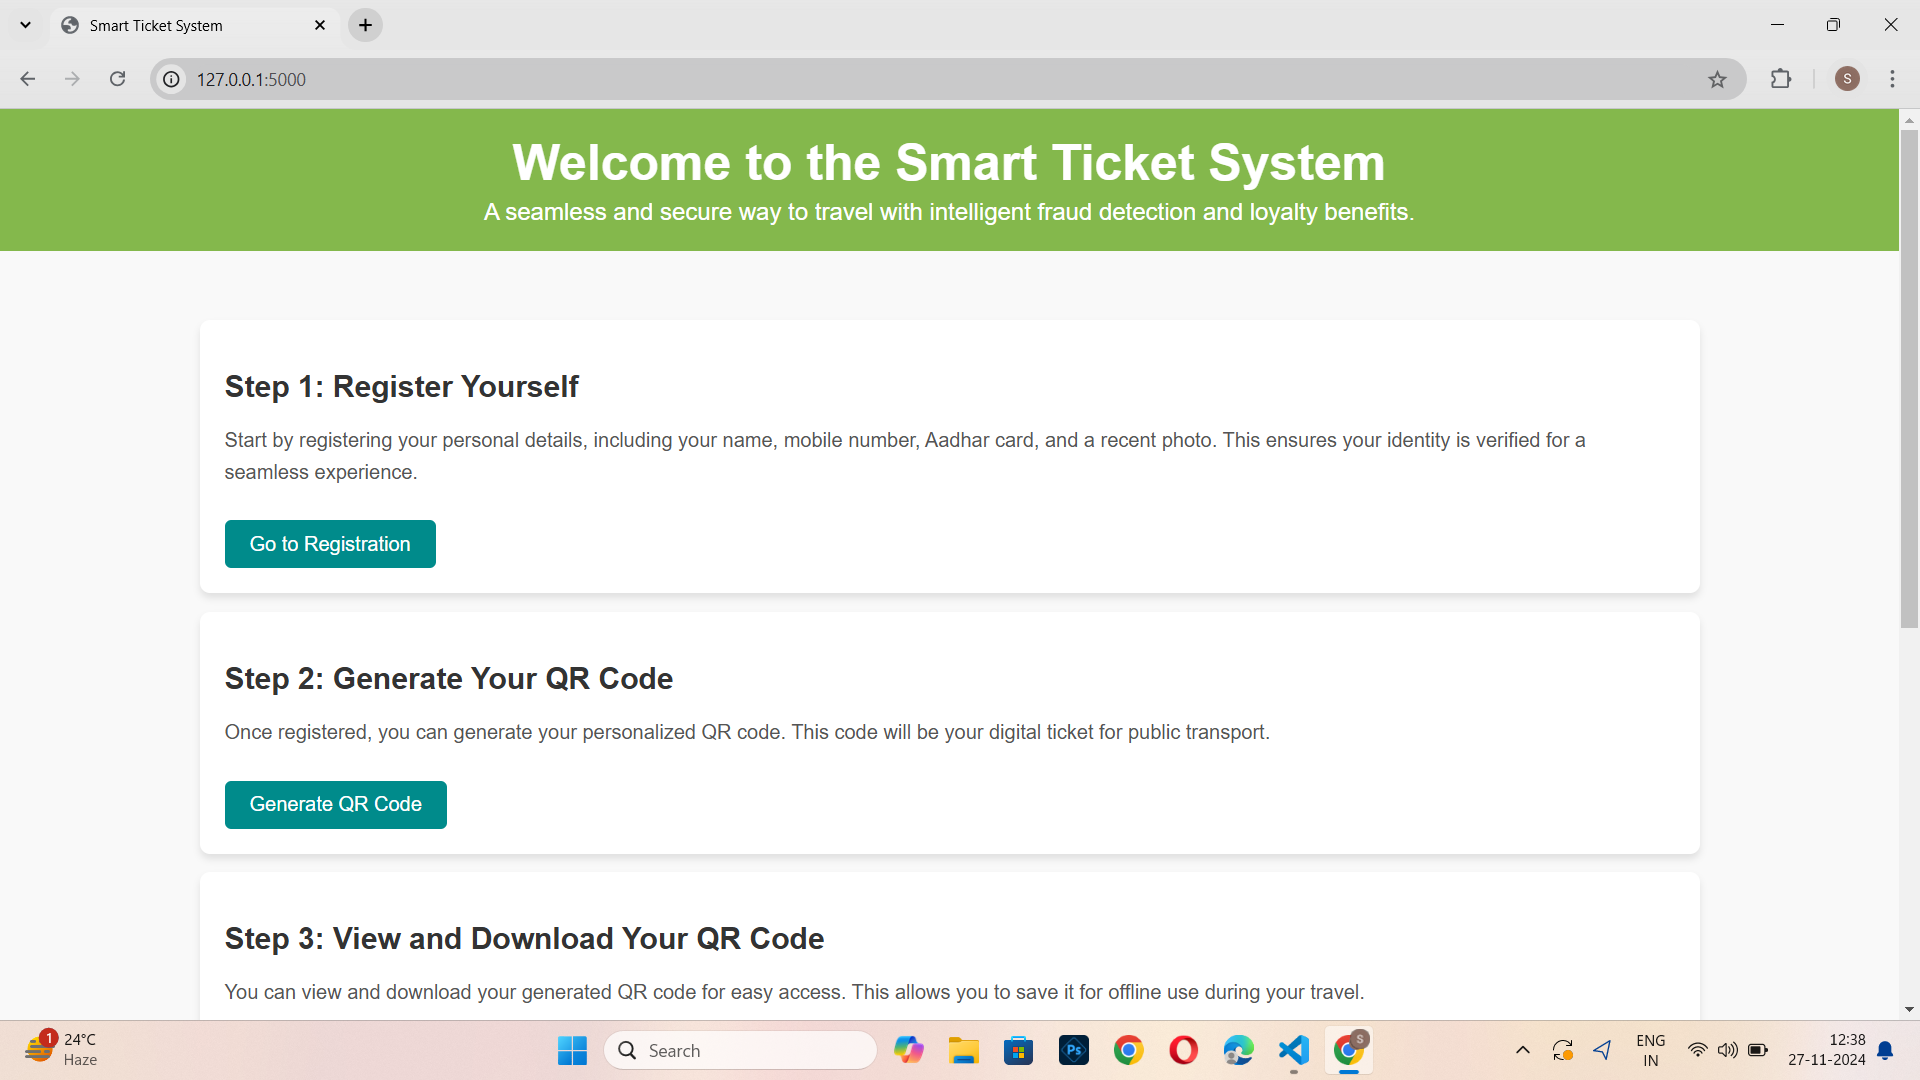 Smart Ticket System
127.0.0.1:5000
S
Welcome to the Smart Ticket System
A seamless and secure way to travel with intelligent fraud detection and loyalty benefits.
Step 1: Register Yourself
Start by registering your personal details, including your name, mobile number, Aadhar card, and a recent photo. This ensures your identity is verified for a
seamless experience.
Go to Registration
Step 2: Generate Your QR Code
Once registered, you can generate your personalized QR code. This code will be your digital ticket for public transport.
Generate QR Code
Step 3: View and Download Your QR Code
You can view and download your generated QR code for easy access. This allows you to save it for offline use during your travel.
1
24°C
Haze
Search
Ps
S
ENG
IN
12:38
27-11-2024